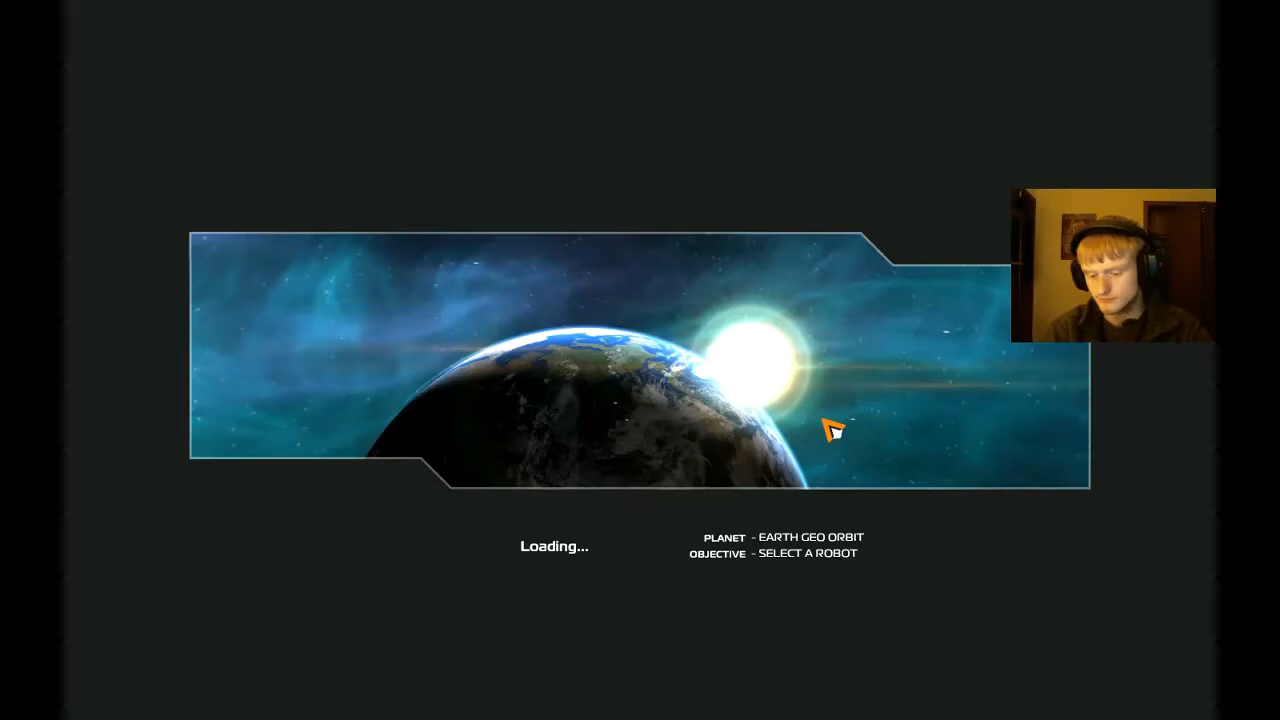 Loading...
PLANET - EARTH GEO ORBIT
OBJECTIVE - SELECT A ROBOT